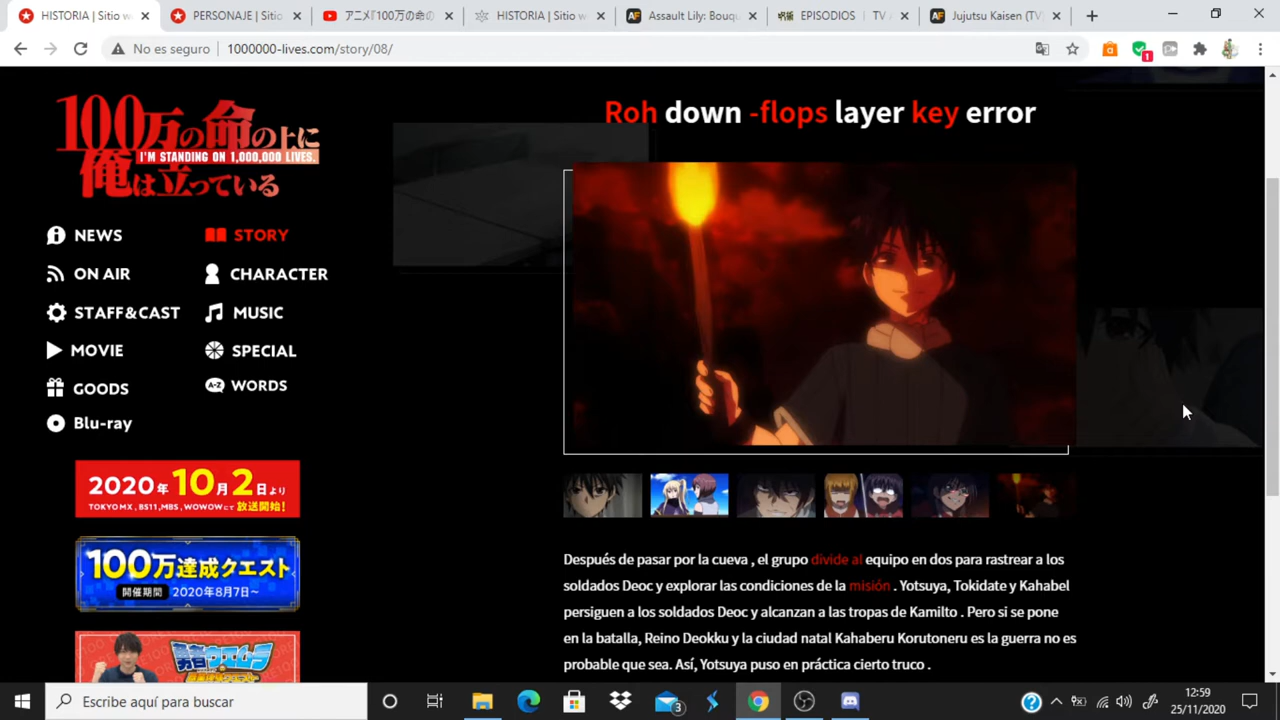 HISTORIA | Sitio w
PERSONAJE | Sitio
アニメ『100万の命の
HISTORIA | Sitio w
Assault Lily: Bouqu
EPISODIOS | TV A
Jujutsu Kaisen (TV)
No es seguro
1000000-lives.com/story/08/
100万の命の上に
I'M STANDING ON 1,000,000 LIVES.
俺は立っている
NEWS
STORY
ON AIR
CHARACTER
STAFF&CAST
MUSIC
MOVIE
SPECIAL
GOODS
WORDS
Blu-ray
2020年10月2日より
TOKYO MX , BS11 , MBS , WOWOWにて放送開始!
100万達成クエスト
開催期間 2020年8月7日~
勇者ウエムラ
Roh down -flops layer key error
Después de pasar por la cueva , el grupo divide al equipo en dos para rastrear a los
soldados Deoc y explorar las condiciones de la misión . Yotsuya, Tokidate y Kahabel
persiguen a los soldados Deoc y alcanzan a las tropas de Kamilto . Pero si se pone
en la batalla, Reino Deokku y la ciudad natal Kahaberu Korutoneru es la guerra no es
probable que sea. Así, Yotsuya puso en práctica cierto truco .
Escribe aquí para buscar
3
12:59
25/11/2020